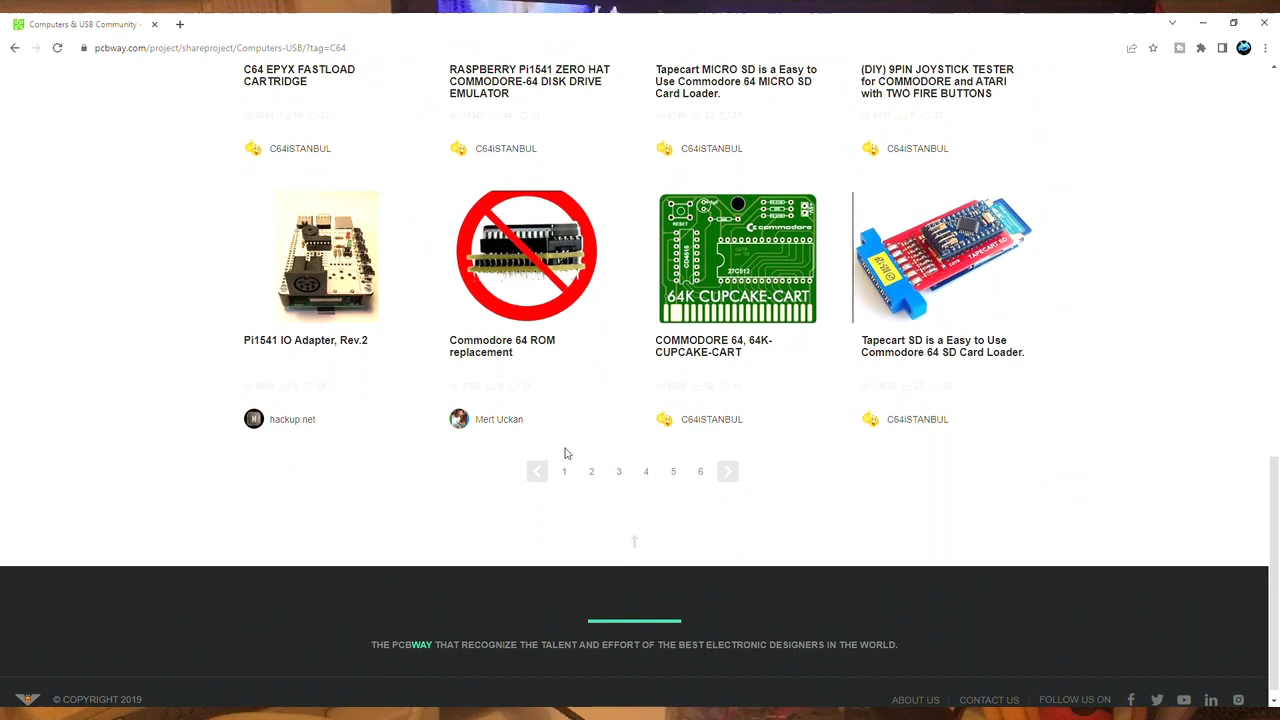 Computers & USB Community -
pcbway.com/project/shareproject/Computers-USB/?tag=C64
C64 EPYX FASTLOAD
CARTRIDGE
RASPBERRY Pi1541 ZERO HAT
COMMODORE-64 DISK DRIVE
EMULATOR
Tapecart MICRO SD is a Easy to
Use Commodore 64 MICRO SD
Card Loader.
(DIY) 9PIN JOYSTICK TESTER
for COMMODORE and ATARI
with TWO FIRE BUTTONS
C64iSTANBUL
C64iSTANBUL
C64iSTANBUL
C64iSTANBUL
RESET
commodore
CD4516
27C512
64K CUPCAKE-CART
TAPECART SD
Pi1541 IO Adapter, Rev.2
Commodore 64 ROM
replacement
COMMODORE 64, 64K-
CUPCAKE-CART
Tapecart SD is a Easy to Use
Commodore 64 SD Card Loader.
H hackup.net
Mert Uckan
C64iSTANBUL
C64iSTANBUL
1 2 3 4 5 6
THE PCBWAY THAT RECOGNIZE THE TALENT AND EFFORT OF THE BEST ELECTRONIC DESIGNERS IN THE WORLD.
© COPYRIGHT 2019
ABOUT US
CONTACT US
FOLLOW US ON